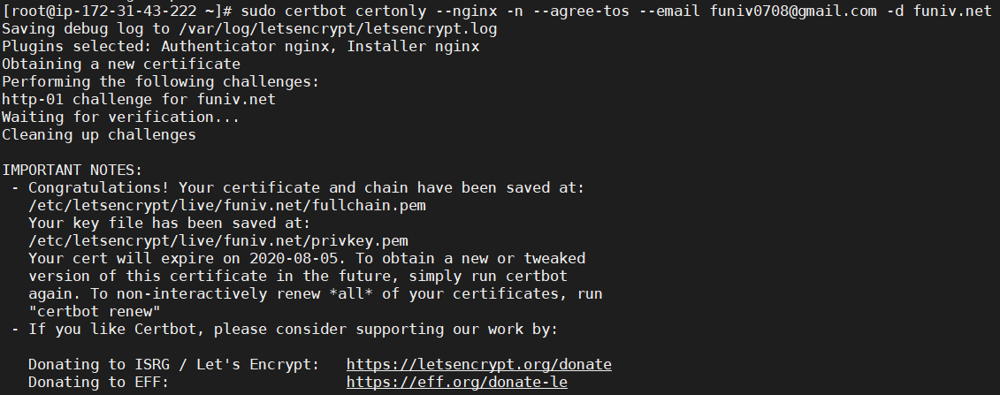 [root@ip-172-31-43-222 ~]# sudo certbot certonly --nginx -n --agree-tos --email funiv0708@gmail.com -d funiv.net
Saving debug log to /var/log/letsencrypt/letsencrypt.log
Plugins selected: Authenticator nginx, Installer nginx
Obtaining a new certificate
Performing the following challenges:
http-01 challenge for funiv.net
Waiting for verification...
Cleaning up challenges

IMPORTANT NOTES:
 - Congratulations! Your certificate and chain have been saved at:
   /etc/letsencrypt/live/funiv.net/fullchain.pem
   Your key file has been saved at:
   /etc/letsencrypt/live/funiv.net/privkey.pem
   Your cert will expire on 2020-08-05. To obtain a new or tweaked
   version of this certificate in the future, simply run certbot
   again. To non-interactively renew *all* of your certificates, run
   "certbot renew"
 - If you like Certbot, please consider supporting our work by:

   Donating to ISRG / Let's Encrypt:   https://letsencrypt.org/donate
   Donating to EFF:                    https://eff.org/donate-le